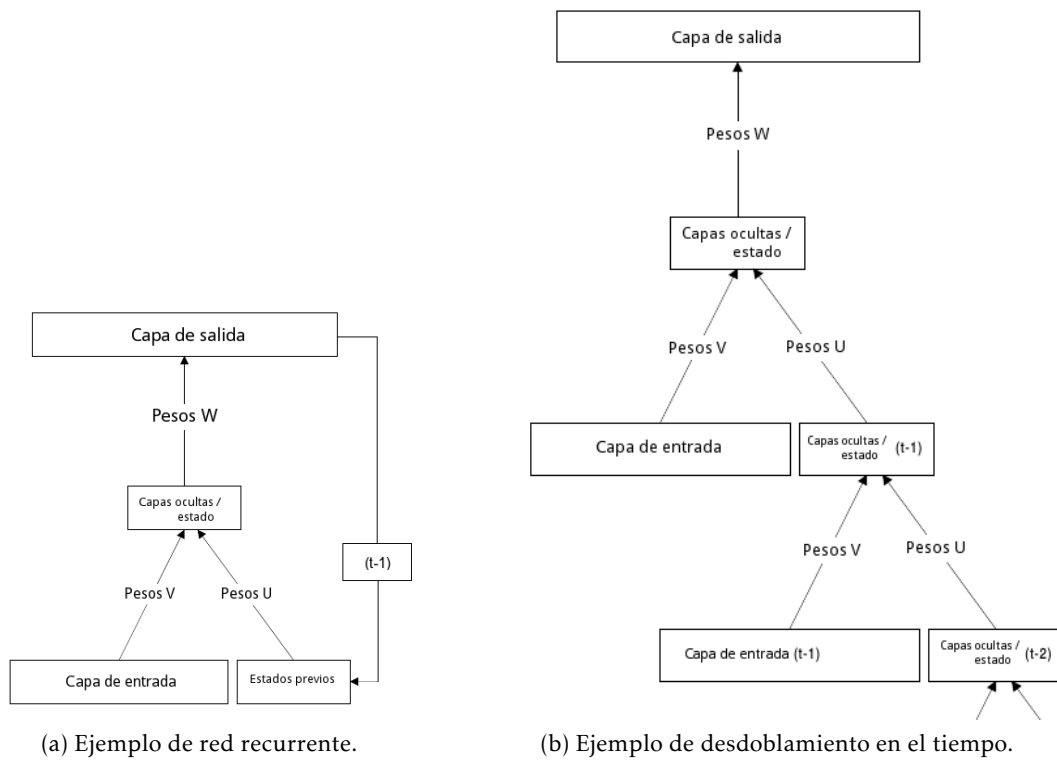 Capa de salida
Pesos W
Capas ocultas /
estado
Pesos V
Pesos U
(t-1)
Capa de entrada
Estados previos
(a) Ejemplo de red recurrente.
Capa de salida
Pesos W
Capas ocultas /
estado
Pesos V
Pesos U
Capa de entrada
Capas ocultas /
estado (t-1)
Pesos V
Pesos U
Capa de entrada (t-1)
Capas ocultas /
estado (t-2)
(b) Ejemplo de desdoblamiento en el tiempo.